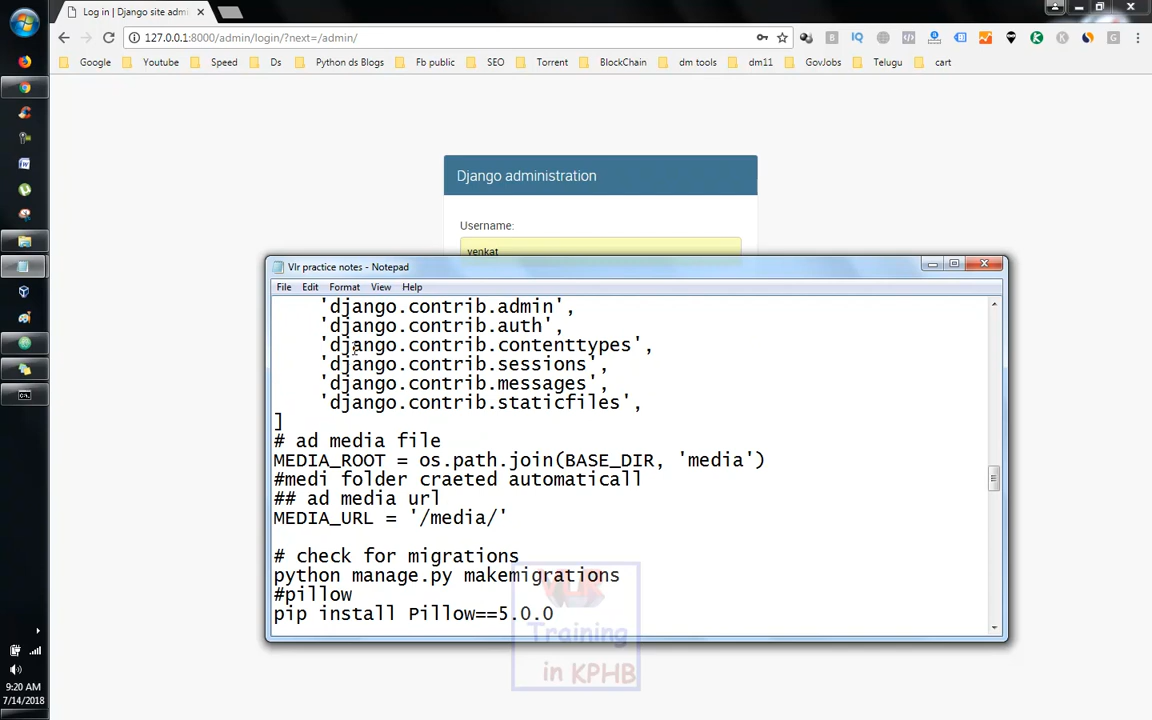 Log in | Django site adm
127.0.0.1:8000/admin/login/?next=/admin/
Google Youtube Speed Ds Python ds Blogs Fb public SEO Torrent BlockChain dm tools dm11 GovJobs Telugu cart
Django administration
Username:
venkat
Vlr practice notes - Notepad
File Edit Format View Help
'django.contrib.admin',
'django.contrib.auth',
'django.contrib.contenttypes',
'django.contrib.sessions',
'django.contrib.messages',
'django.contrib.staticfiles',
]
# ad media file
MEDIA_ROOT = os.path.join(BASE_DIR, 'media')
#medi folder craeted automaticall
## ad media url
MEDIA_URL = '/media/'
# check for migrations
python manage.py makemigrations
#pillow
pip install Pillow==5.0.0
VLR
Training
in KPHB
9:20 AM
7/14/2018